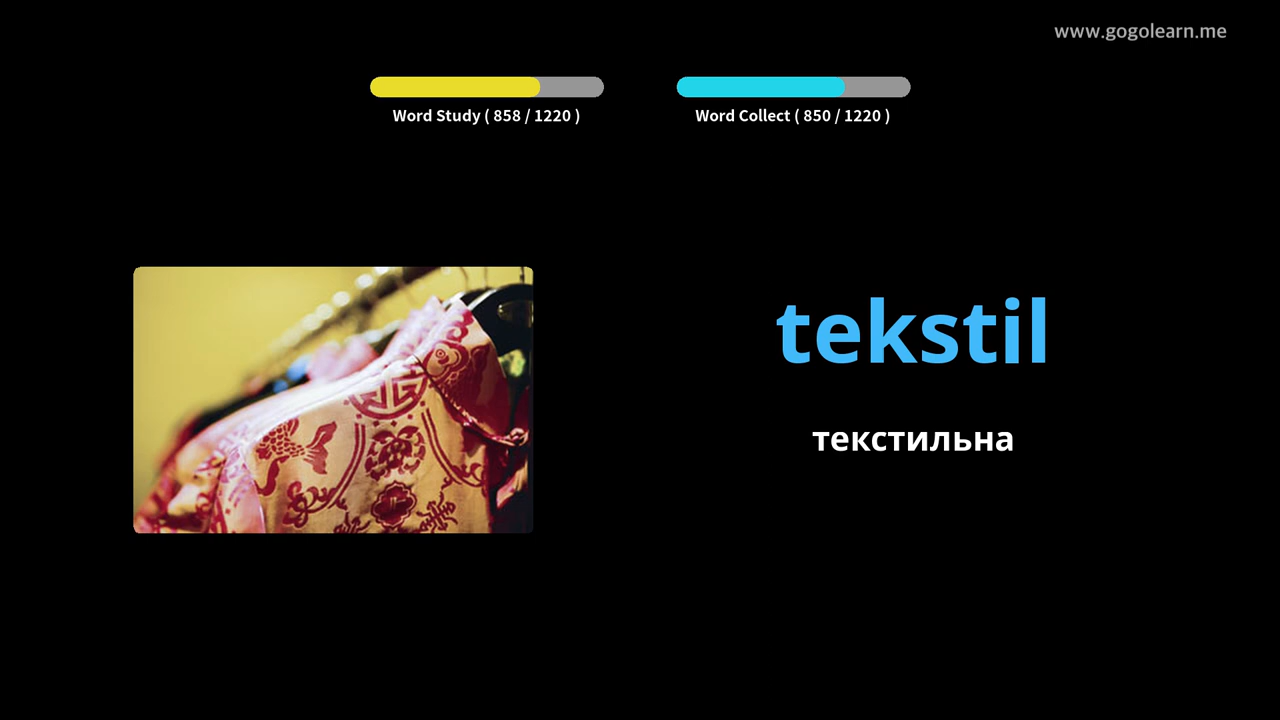 www.gogolearn.me
Word Study ( 858 / 1220 )
Word Collect ( 850 / 1220 )
tekstil
текстильна